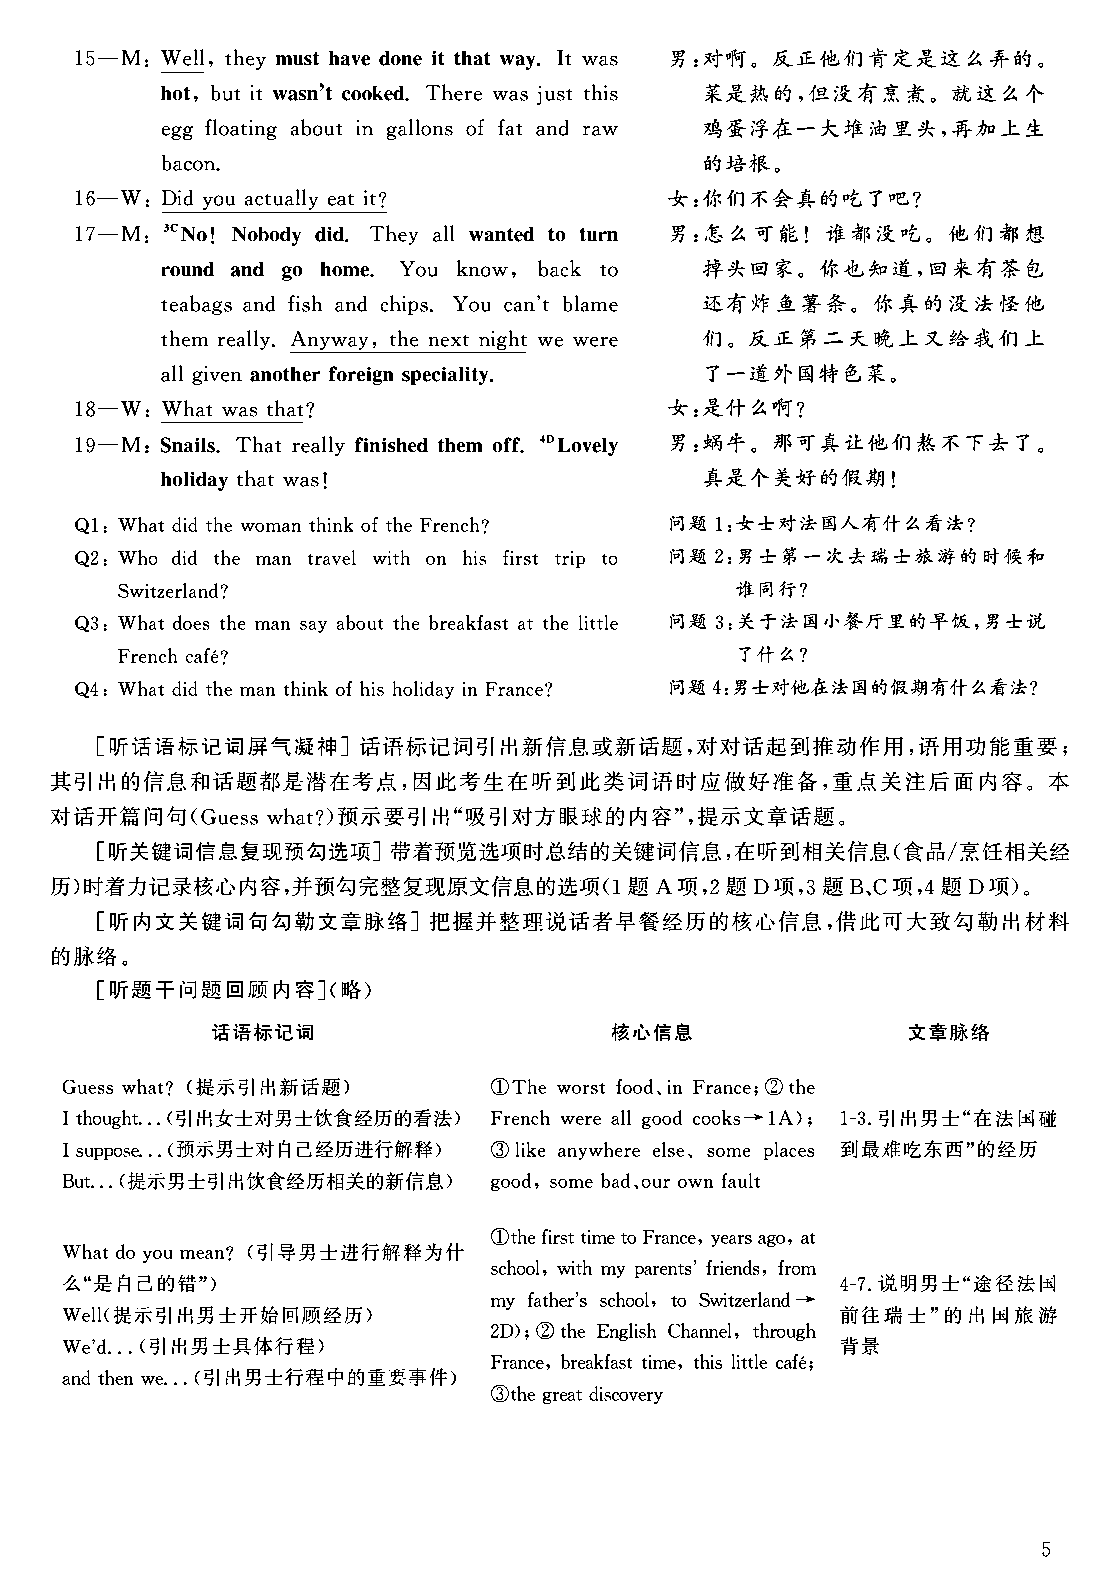 15—M: Well, they must have done it that way. It was
hot, but it wasn't cooked. There was just this
egg floating about in gallons of fat and raw
bacon.
16—W: Did you actually eat it?
17—M: ³ᶜNo! Nobody did. They all wanted to turn
round and go home. You know, back to
teabags and fish and chips. You can't blame
them really. Anyway, the next night we were
all given another foreign speciality.
18—W: What was that?
19—M: Snails. That really finished them off. ⁴ᴰLovely
holiday that was!
男:对啊。反正他们肯定是这么弄的。
菜是热的,但没有烹煮。就这么个
鸡蛋浮在一大堆油里头,再加上生
的培根。
女:你们不会真的吃了吧?
男:怎么可能!谁都没吃。他们都想
掉头回家。你也知道,回来有茶包
还有炸鱼薯条。你真的没法怪他
们。反正第二天晚上又给我们上
了一道外国特色菜。
女:是什么啊?
男:蜗牛。那可真让他们熬不下去了。
真是个美好的假期!
Q1: What did the woman think of the French?
Q2: Who did the man travel with on his first trip to
Switzerland?
Q3: What does the man say about the breakfast at the little
French café?
Q4: What did the man think of his holiday in France?
问题1:女士对法国人有什么看法?
问题2:男士第一次去瑞士旅游的时候和
谁同行?
问题3:关于法国小餐厅里的早饭,男士说
了什么?
问题4:男士对他在法国的假期有什么看法?
[听话语标记词屏气凝神] 话语标记词引出新信息或新话题,对对话起到推动作用,语用功能重要;
其引出的信息和话题都是潜在考点,因此考生在听到此类词语时应做好准备,重点关注后面内容。本
对话开篇问句(Guess what?)预示要引出“吸引对方眼球的内容”,提示文章话题。
[听关键词信息复现预勾选项] 带着预览选项时总结的关键词信息,在听到相关信息(食品/烹饪相关经
历)时着力记录核心内容,并预勾完整复现原文信息的选项(1题A项,2题D项,3题B、C项,4题D项)。
[听内文关键词句勾勒文章脉络] 把握并整理说话者早餐经历的核心信息,借此可大致勾勒出材料
的脉络。
[听题干问题回顾内容](略)
话语标记词 核心信息 文章脉络
Guess what?(提示引出新话题)
I thought...(引出女士对男士饮食经历的看法)
I suppose...(预示男士对自己经历进行解释)
But...(提示男士引出饮食经历相关的新信息)
①The worst food、in France;②the
French were all good cooks→1A);
③like anywhere else、some places
good, some bad、our own fault
1-3. 引出男士“在法国碰
到最难吃东西”的经历
What do you mean?(引导男士进行解释为什
么“是自己的错”)
Well(提示引出男士开始回顾经历)
We'd...(引出男士具体行程)
and then we...(引出男士行程中的重要事件)
①the first time to France, years ago, at
school, with my parents' friends, from
my father's school, to Switzerland→
2D);②the English Channel, through
France, breakfast time, this little café;
③the great discovery
4-7. 说明男士“途径法国
前往瑞士”的出国旅游
背景
5